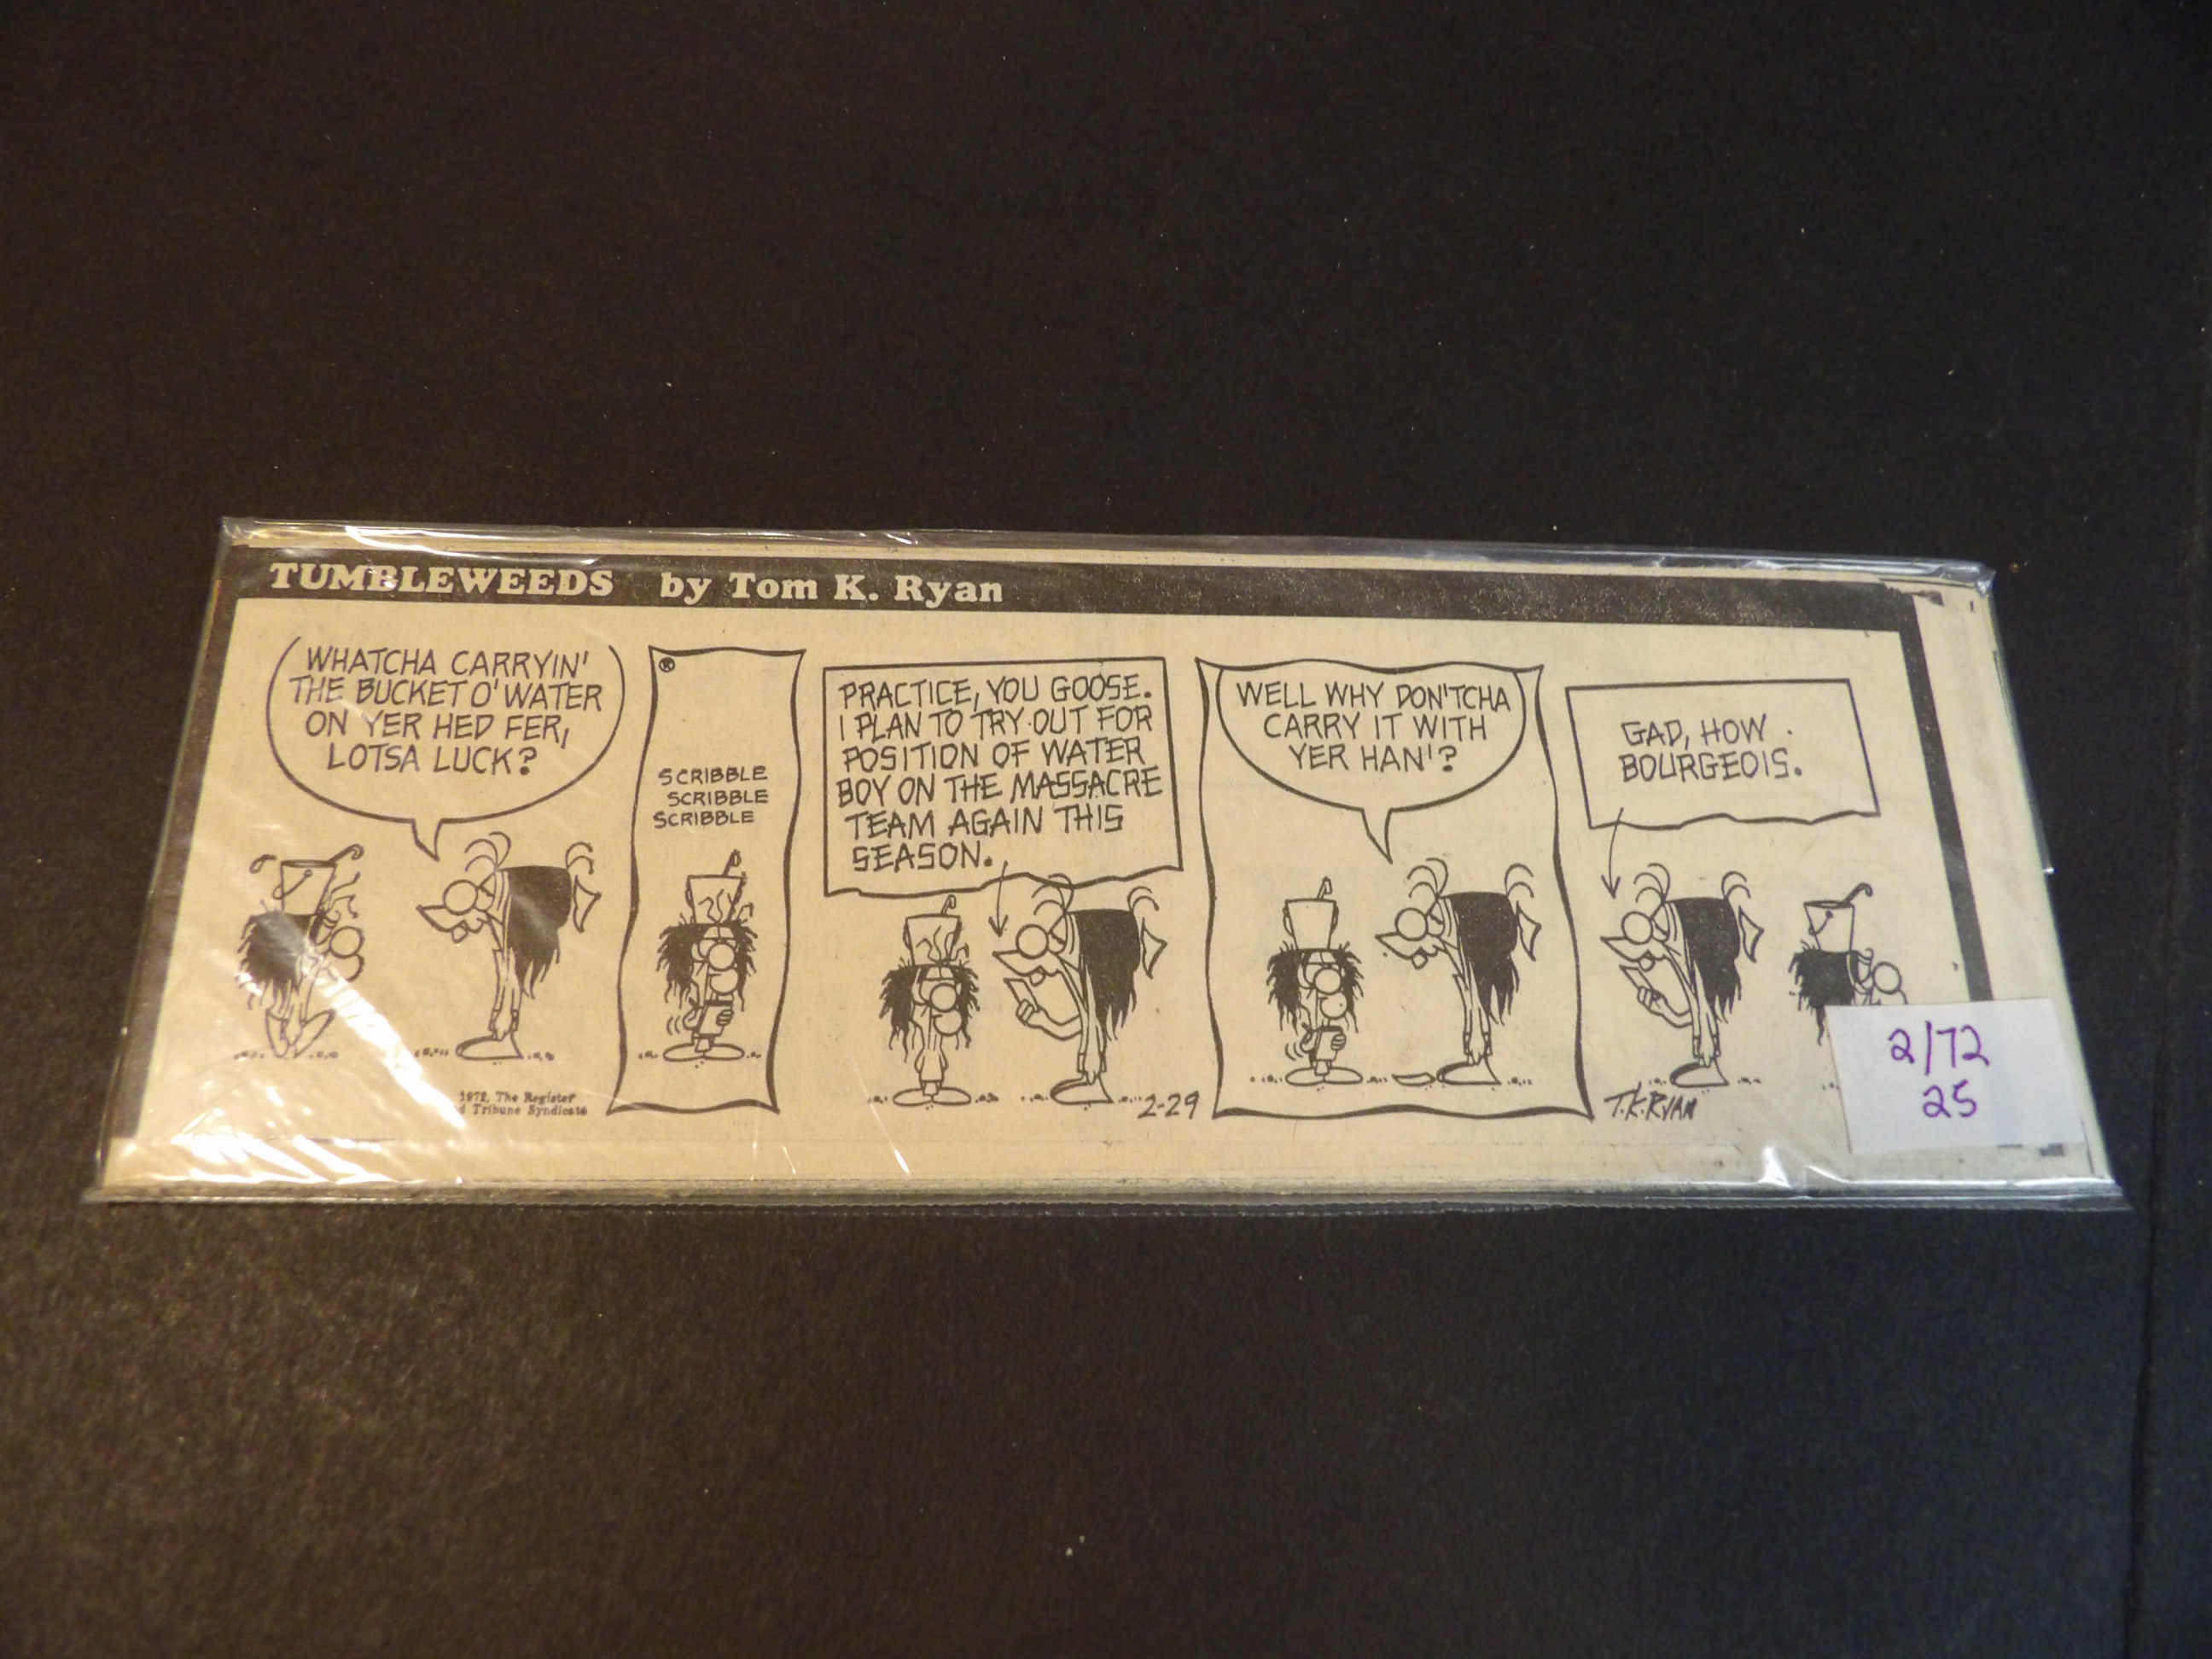 TUMBLEWEEDS by Tom K. Ryan
WHATCHA CARRYIN'
THE BUCKET O' WATER
ON YER HED FER,
LOTSA LUCK?
®
SCRIBBLE
SCRIBBLE
SCRIBBLE
PRACTICE, YOU GOOSE.
I PLAN TO TRY OUT FOR
POSITION OF WATER
BOY ON THE MASSACRE
TEAM AGAIN THIS
SEASON.
WELL WHY DON'TCHA
CARRY IT WITH
YER HAN'?
GAD, HOW
BOURGEOIS.
1972, The Register
d Tribune Syndicate
2-29
T.K.RYAN
2/72
25